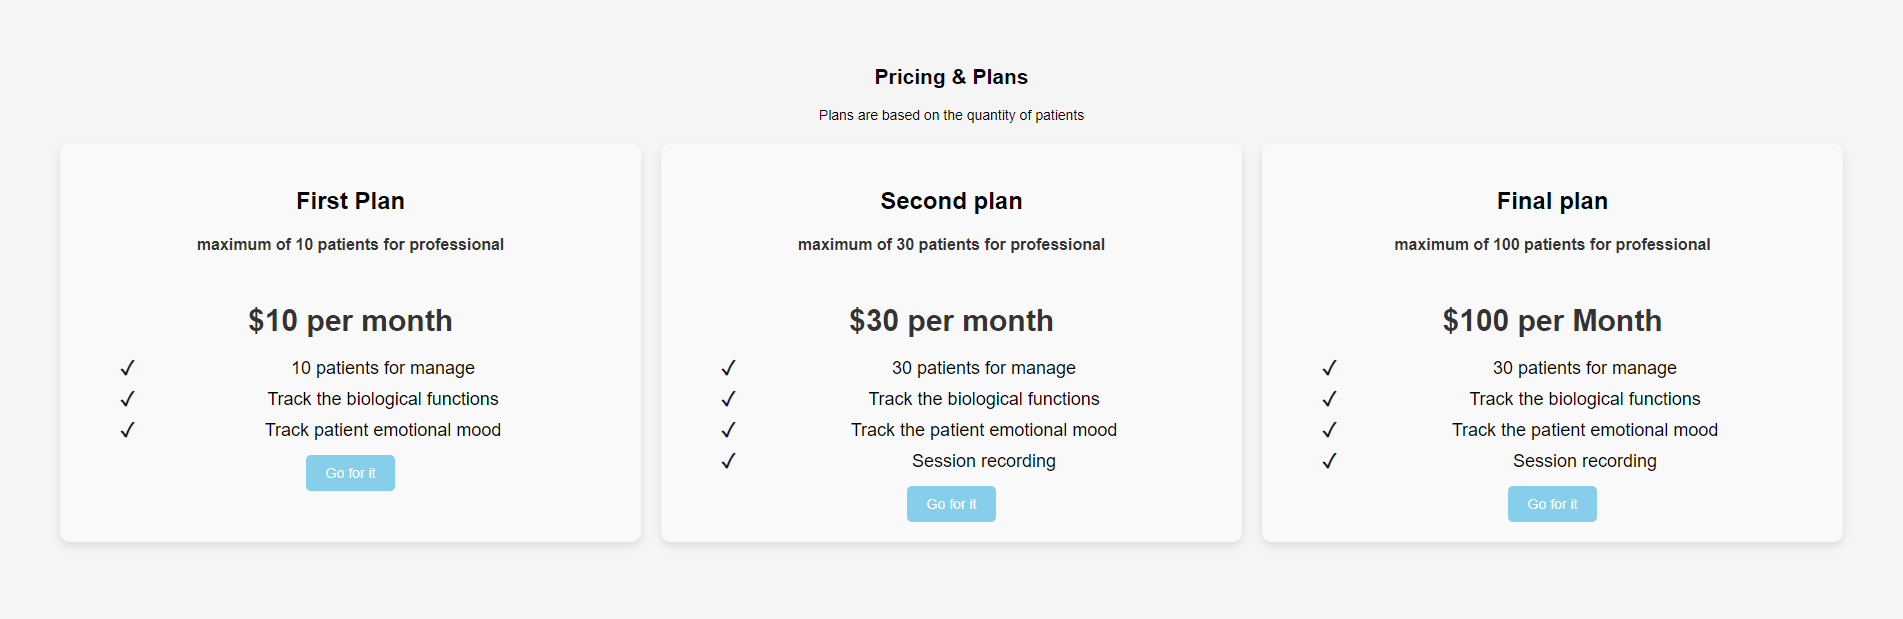 Pricing & Plans
Plans are based on the quantity of patients
First Plan
maximum of 10 patients for professional
$10 per month
✓ 10 patients for manage
✓ Track the biological functions
✓ Track patient emotional mood
Go for it
Second plan
maximum of 30 patients for professional
$30 per month
✓ 30 patients for manage
✓ Track the biological functions
✓ Track the patient emotional mood
✓ Session recording
Go for it
Final plan
maximum of 100 patients for professional
$100 per Month
✓ 30 patients for manage
✓ Track the biological functions
✓ Track the patient emotional mood
✓ Session recording
Go for it